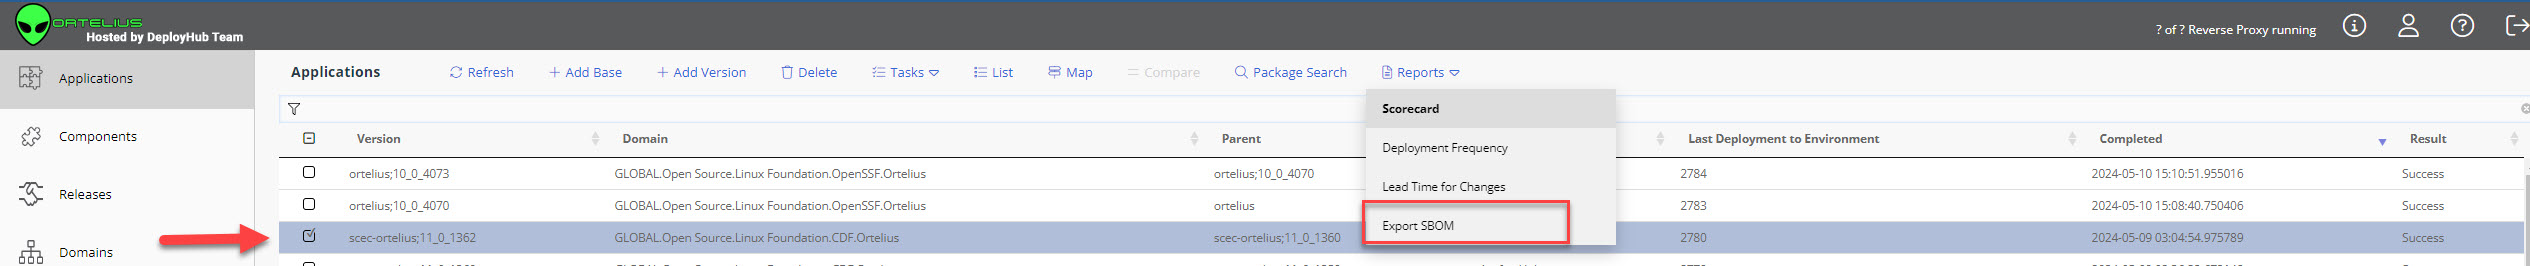 ORTELIUS
Hosted by DeployHub Team
? of ? Reverse Proxy running
Applications
Components
Releases
Domains
Applications Refresh Add Base Add Version Delete Tasks List Map Compare Package Search Reports
Scorecard
Deployment Frequency
Lead Time for Changes
Export SBOM
Version Domain Parent Last Deployment to Environment Completed Result
ortelius;10_0_4073 GLOBAL.Open Source.Linux Foundation.OpenSSF.Ortelius ortelius;10_0_4070 2784 2024-05-10 15:10:51.955016 Success
ortelius;10_0_4070 GLOBAL.Open Source.Linux Foundation.OpenSSF.Ortelius ortelius 2783 2024-05-10 15:08:40.750406 Success
scec-ortelius;11_0_1362 GLOBAL.Open Source.Linux Foundation.CDF.Ortelius scec-ortelius;11_0_1360 2780 2024-05-09 03:04:54.975789 Success